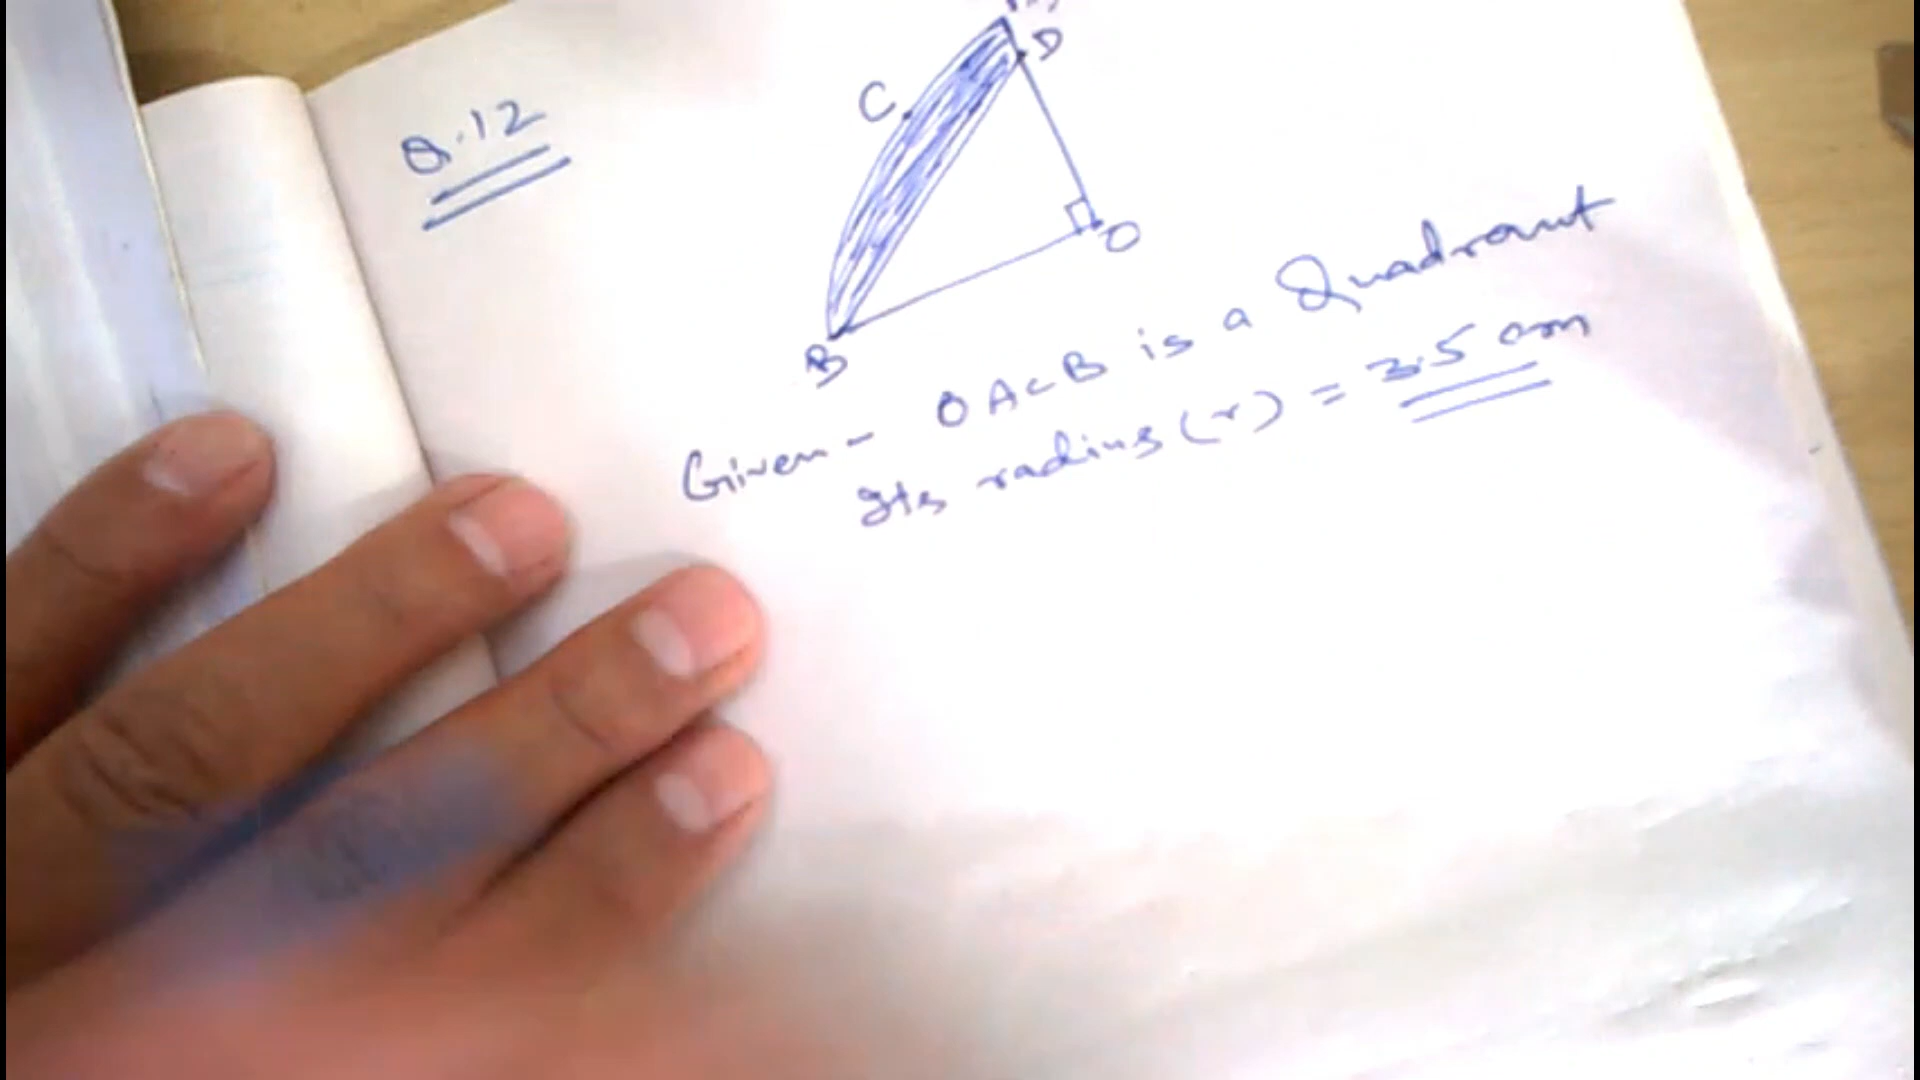 Q.12
D
C
O
B
Given - OACB is a Quadrant
Its radius (r) = 3.5 cm